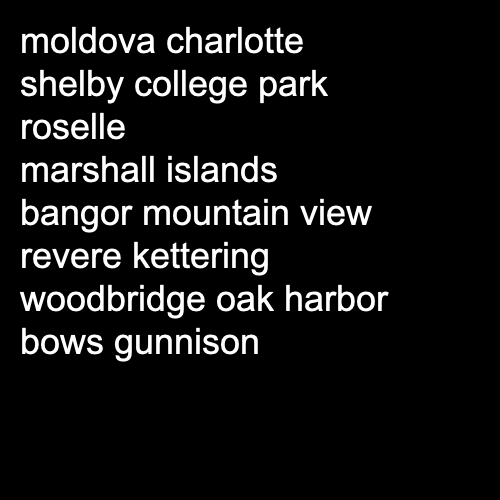 moldova charlotte
shelby college park
roselle
marshall islands
bangor mountain view
revere kettering
woodbridge oak harbor
bows gunnison